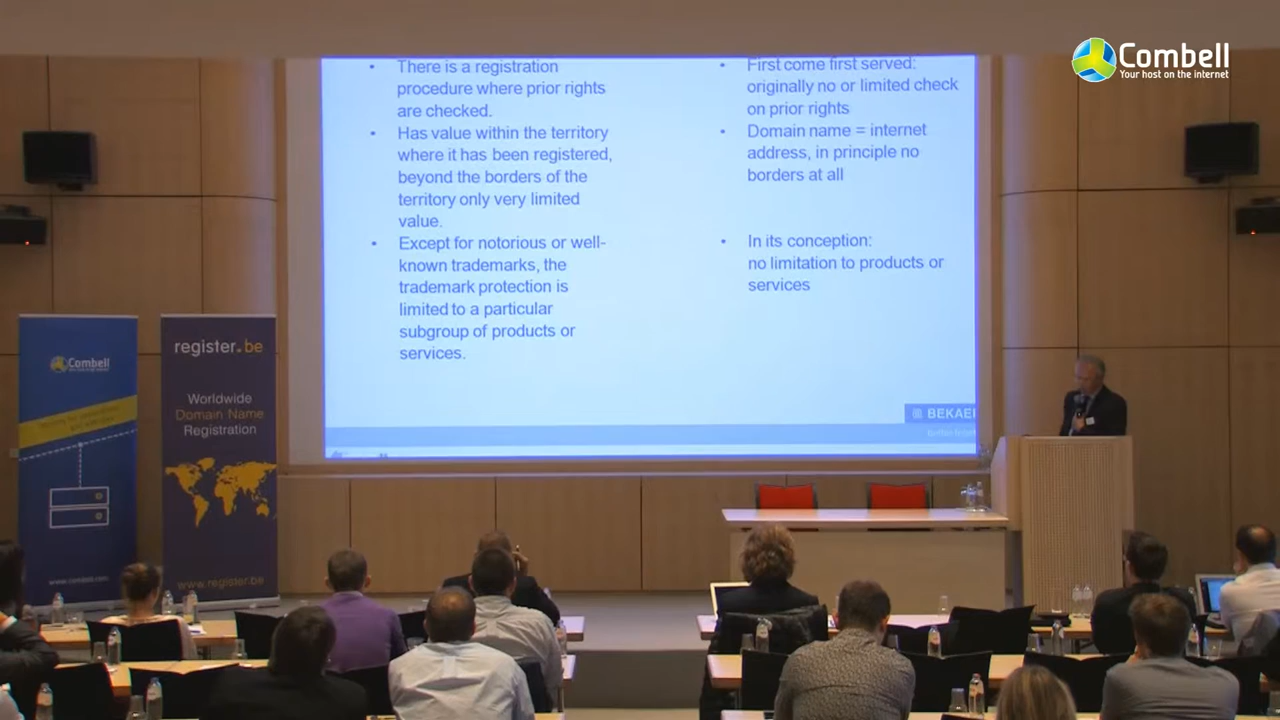 Combell
Your host on the internet
There is a registration
procedure where prior rights
are checked.
Has value within the territory
where it has been registered,
beyond the borders of the
territory only very limited
value.
Except for notorious or well-
known trademarks, the
trademark protection is
limited to a particular
subgroup of products or
services.
First come first served:
originally no or limited check
on prior rights
Domain name = internet
address, in principle no
borders at all
In its conception:
no limitation to products or
services
BEKAE
Combell
www.combell.com
register.be
Worldwide
Domain Name
Registration
www.register.be